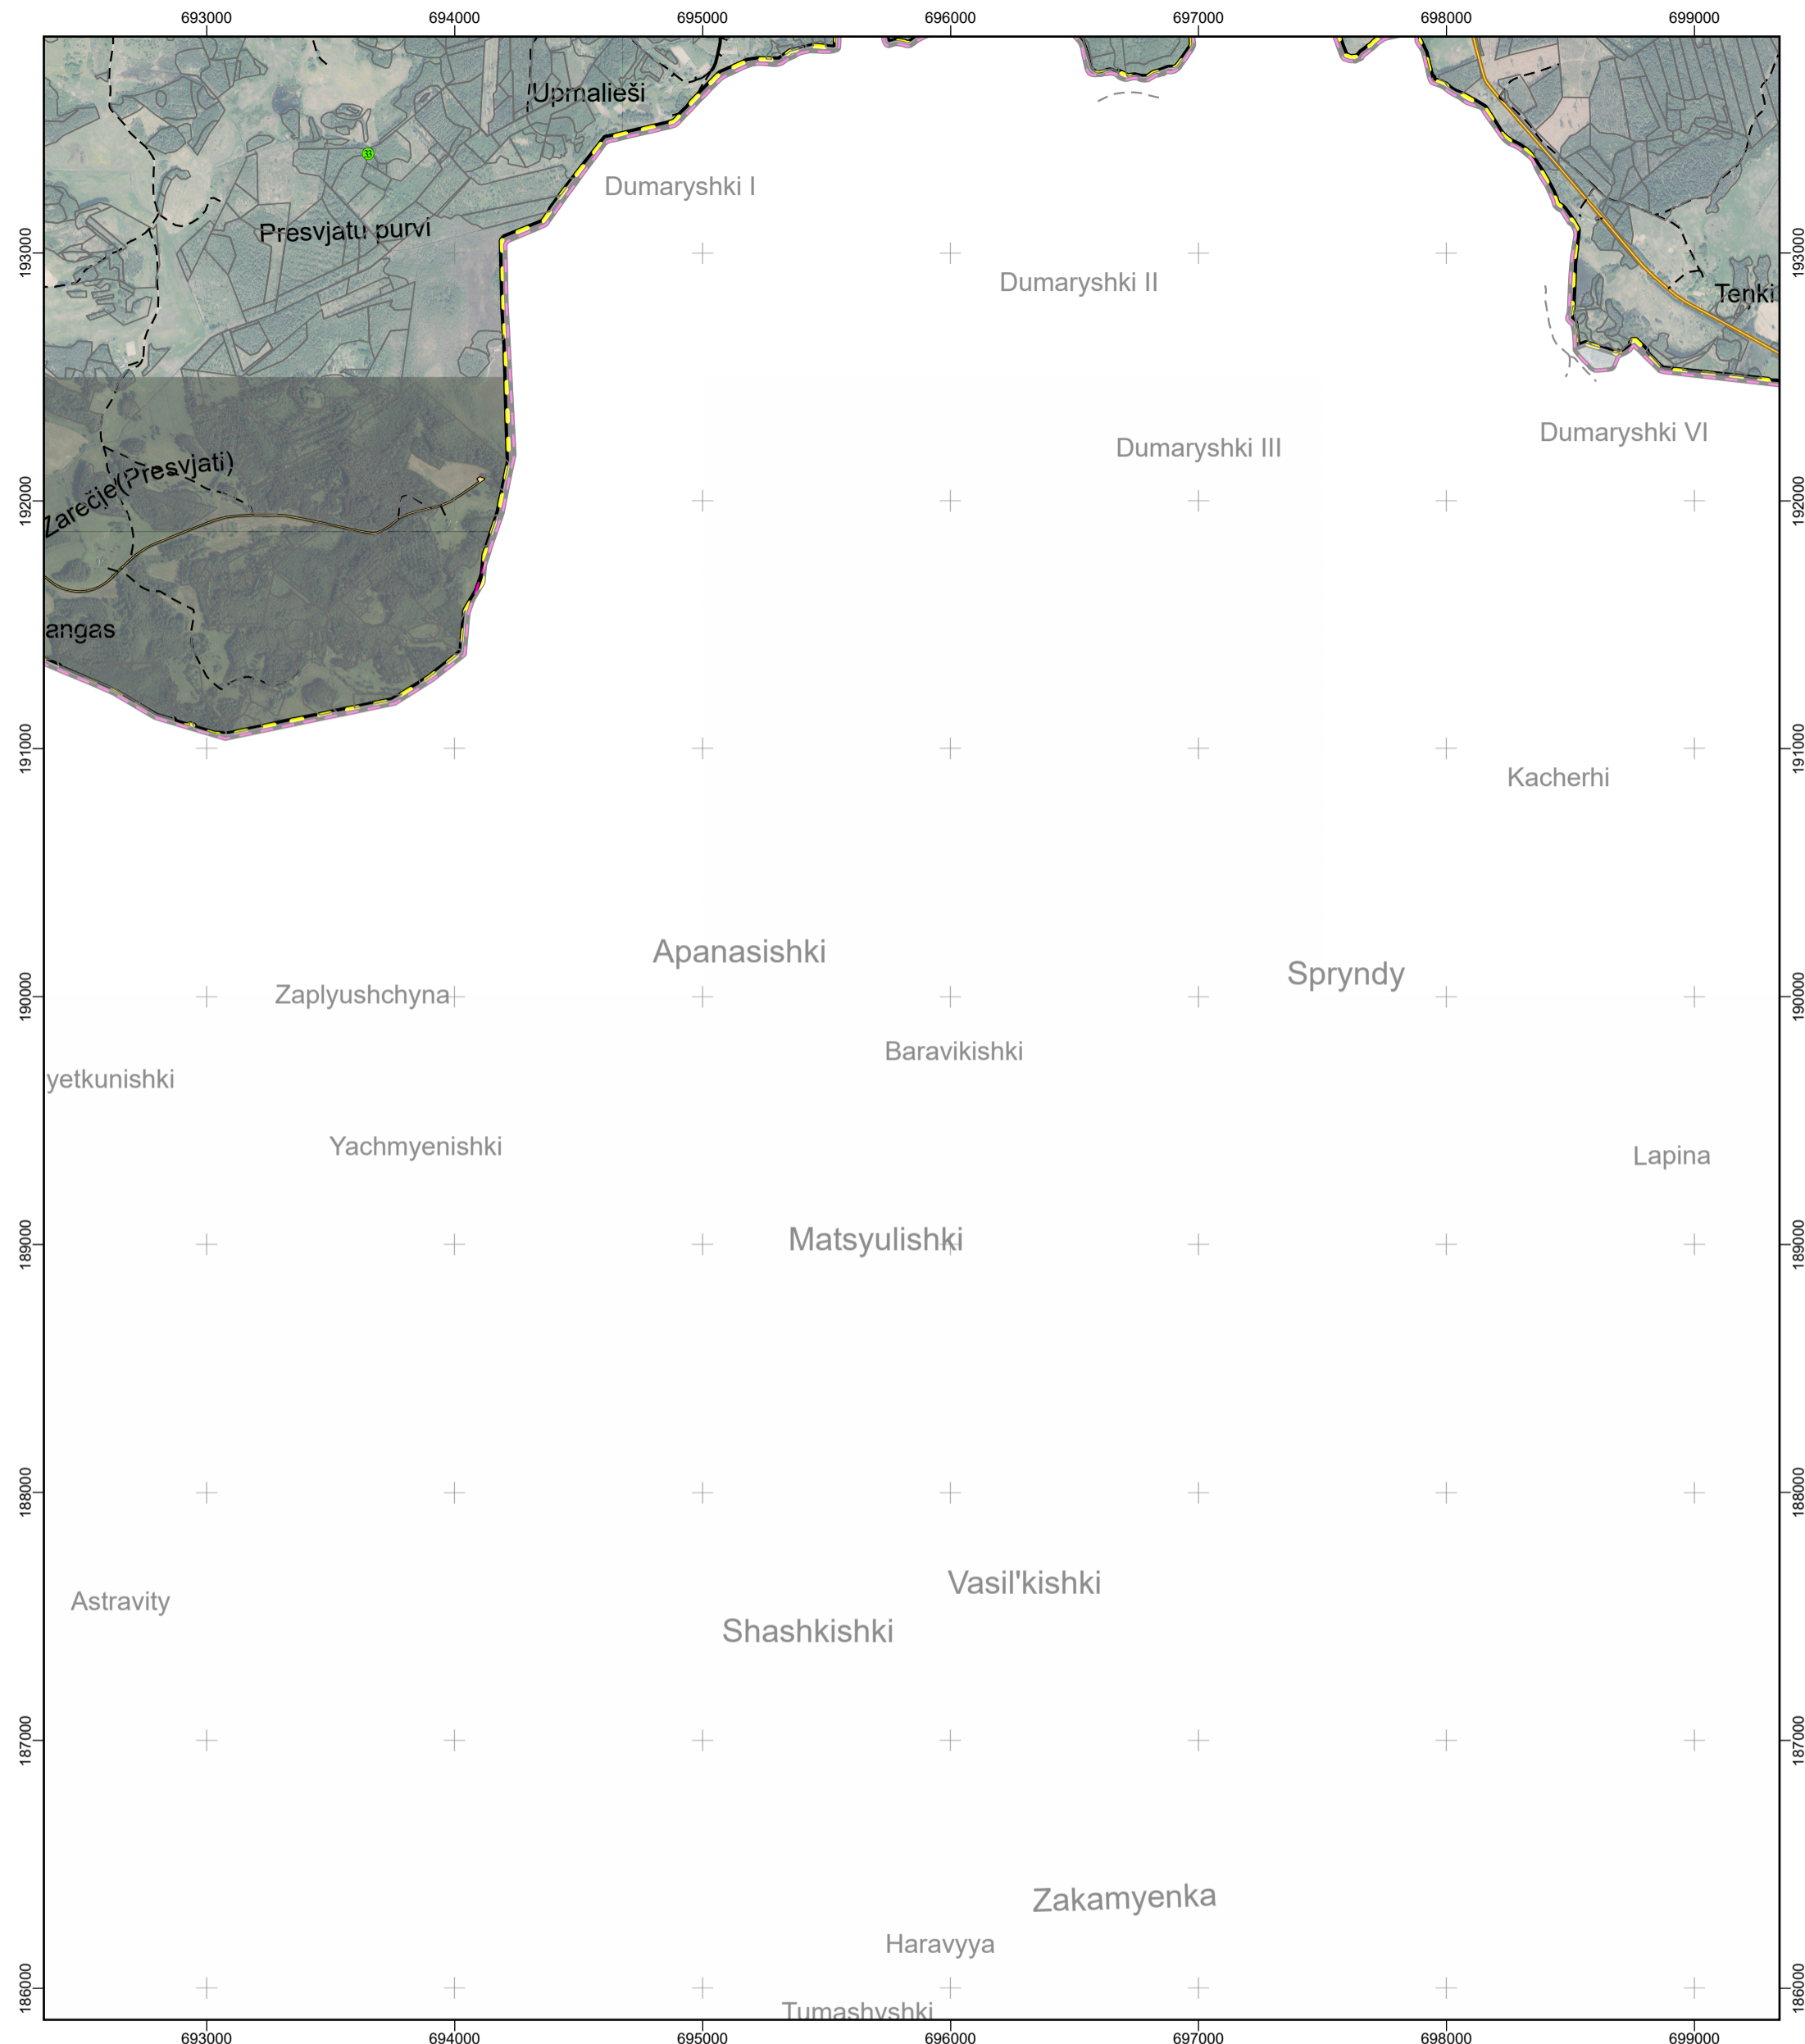 693000 694000 695000 696000 697000 698000 699000
Upmalieši
33
Dumaryshki I
Presvjatu purvi
193000 193000
Dumaryshki II
Tenki
Dumaryshki VI
Dumaryshki III
Zarečje(Presvjati)
192000 192000
angas
191000 191000
Kacherhi
Apanasishki
Spryndy
Zaplyushchyna
190000 190000
Baravikishki
yetkunishki
Yachmyenishki
Lapina
Matsyulishki
189000 189000
188000 188000
Vasil'kishki
Astravity
Shashkishki
187000 187000
Zakamyenka
Haravyya
186000 186000
Tumashyshki
693000 694000 695000 696000 697000 698000 699000